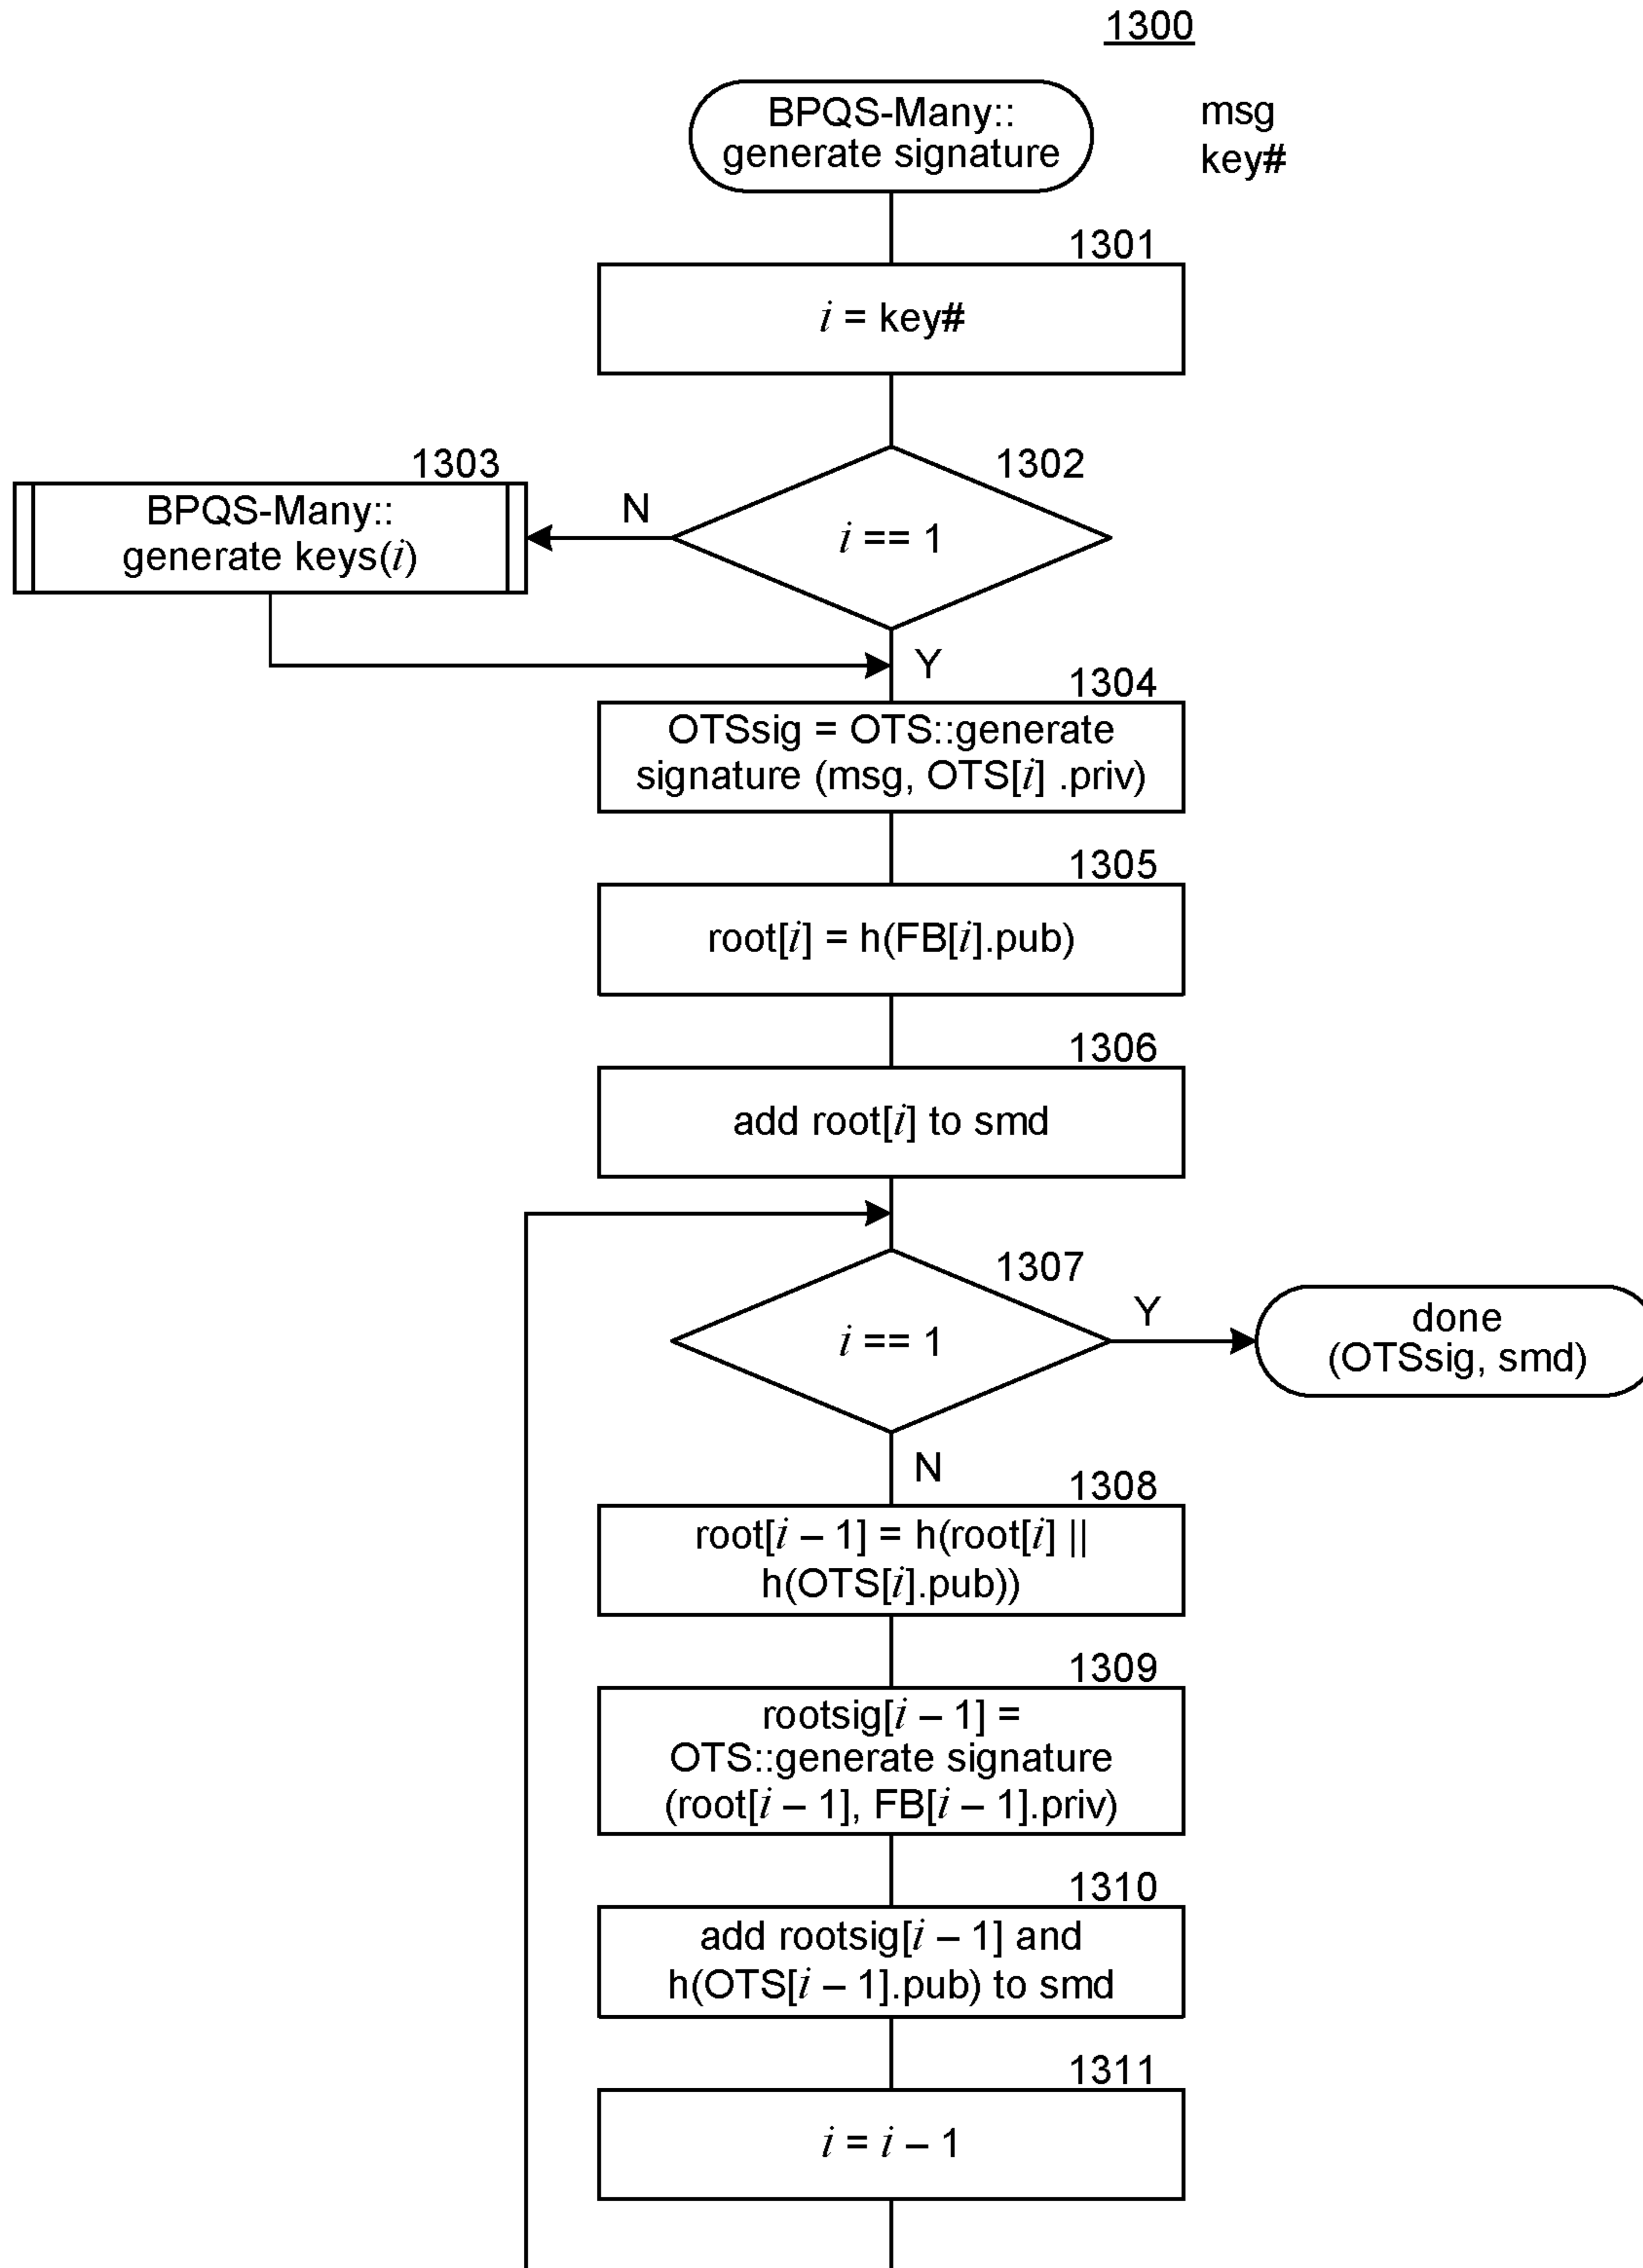 1300
BPQS-Many::
generate signature
msg
key#
1301
i = key#
1302
i == 1
N
1303
BPQS-Many::
generate keys(i)
Y
1304
OTSsig = OTS::generate
signature (msg, OTS[i] .priv)
1305
root[i] = h(FB[i].pub)
1306
add root[i] to smd
1307
i == 1
Y
done
(OTSsig, smd)
N
1308
root[i – 1] = h(root[i] ||
h(OTS[i].pub))
1309
rootsig[i – 1] =
OTS::generate signature
(root[i – 1], FB[i – 1].priv)
1310
add rootsig[i – 1] and
h(OTS[i – 1].pub) to smd
1311
i = i – 1